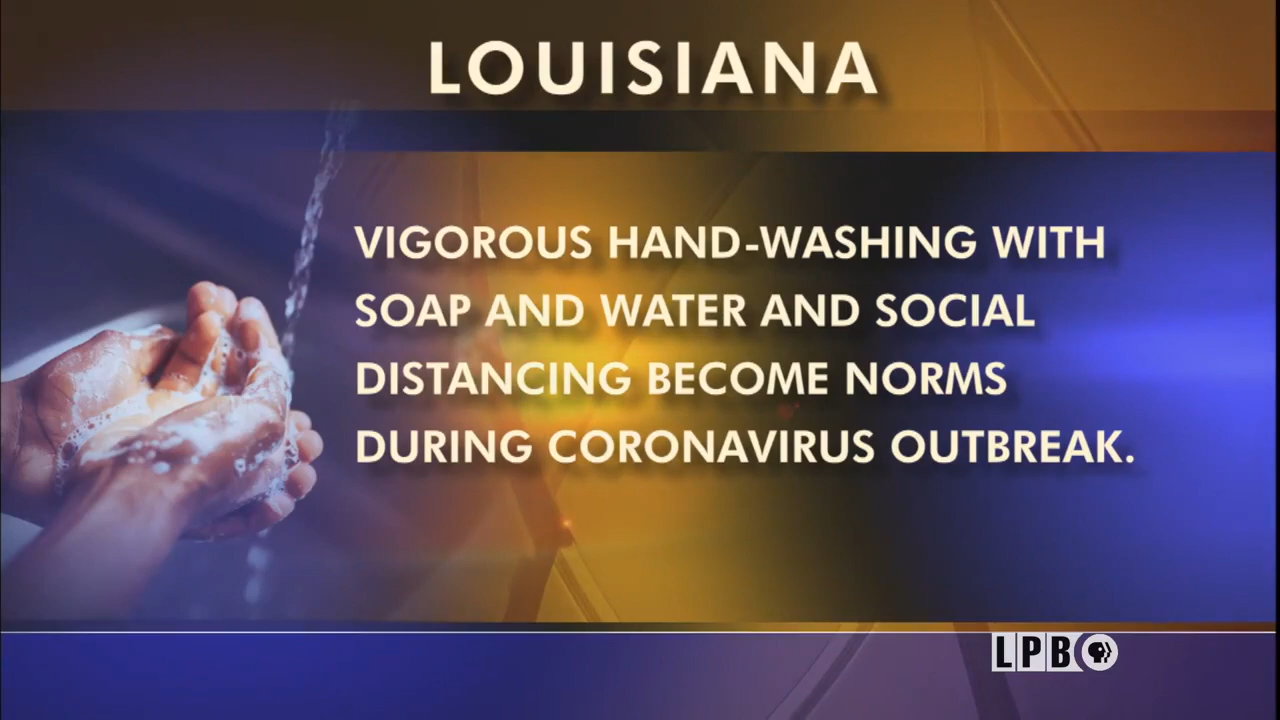 LOUISIANA
VIGOROUS HAND-WASHING WITH
SOAP AND WATER AND SOCIAL
DISTANCING BECOME NORMS
DURING CORONAVIRUS OUTBREAK.
LPB